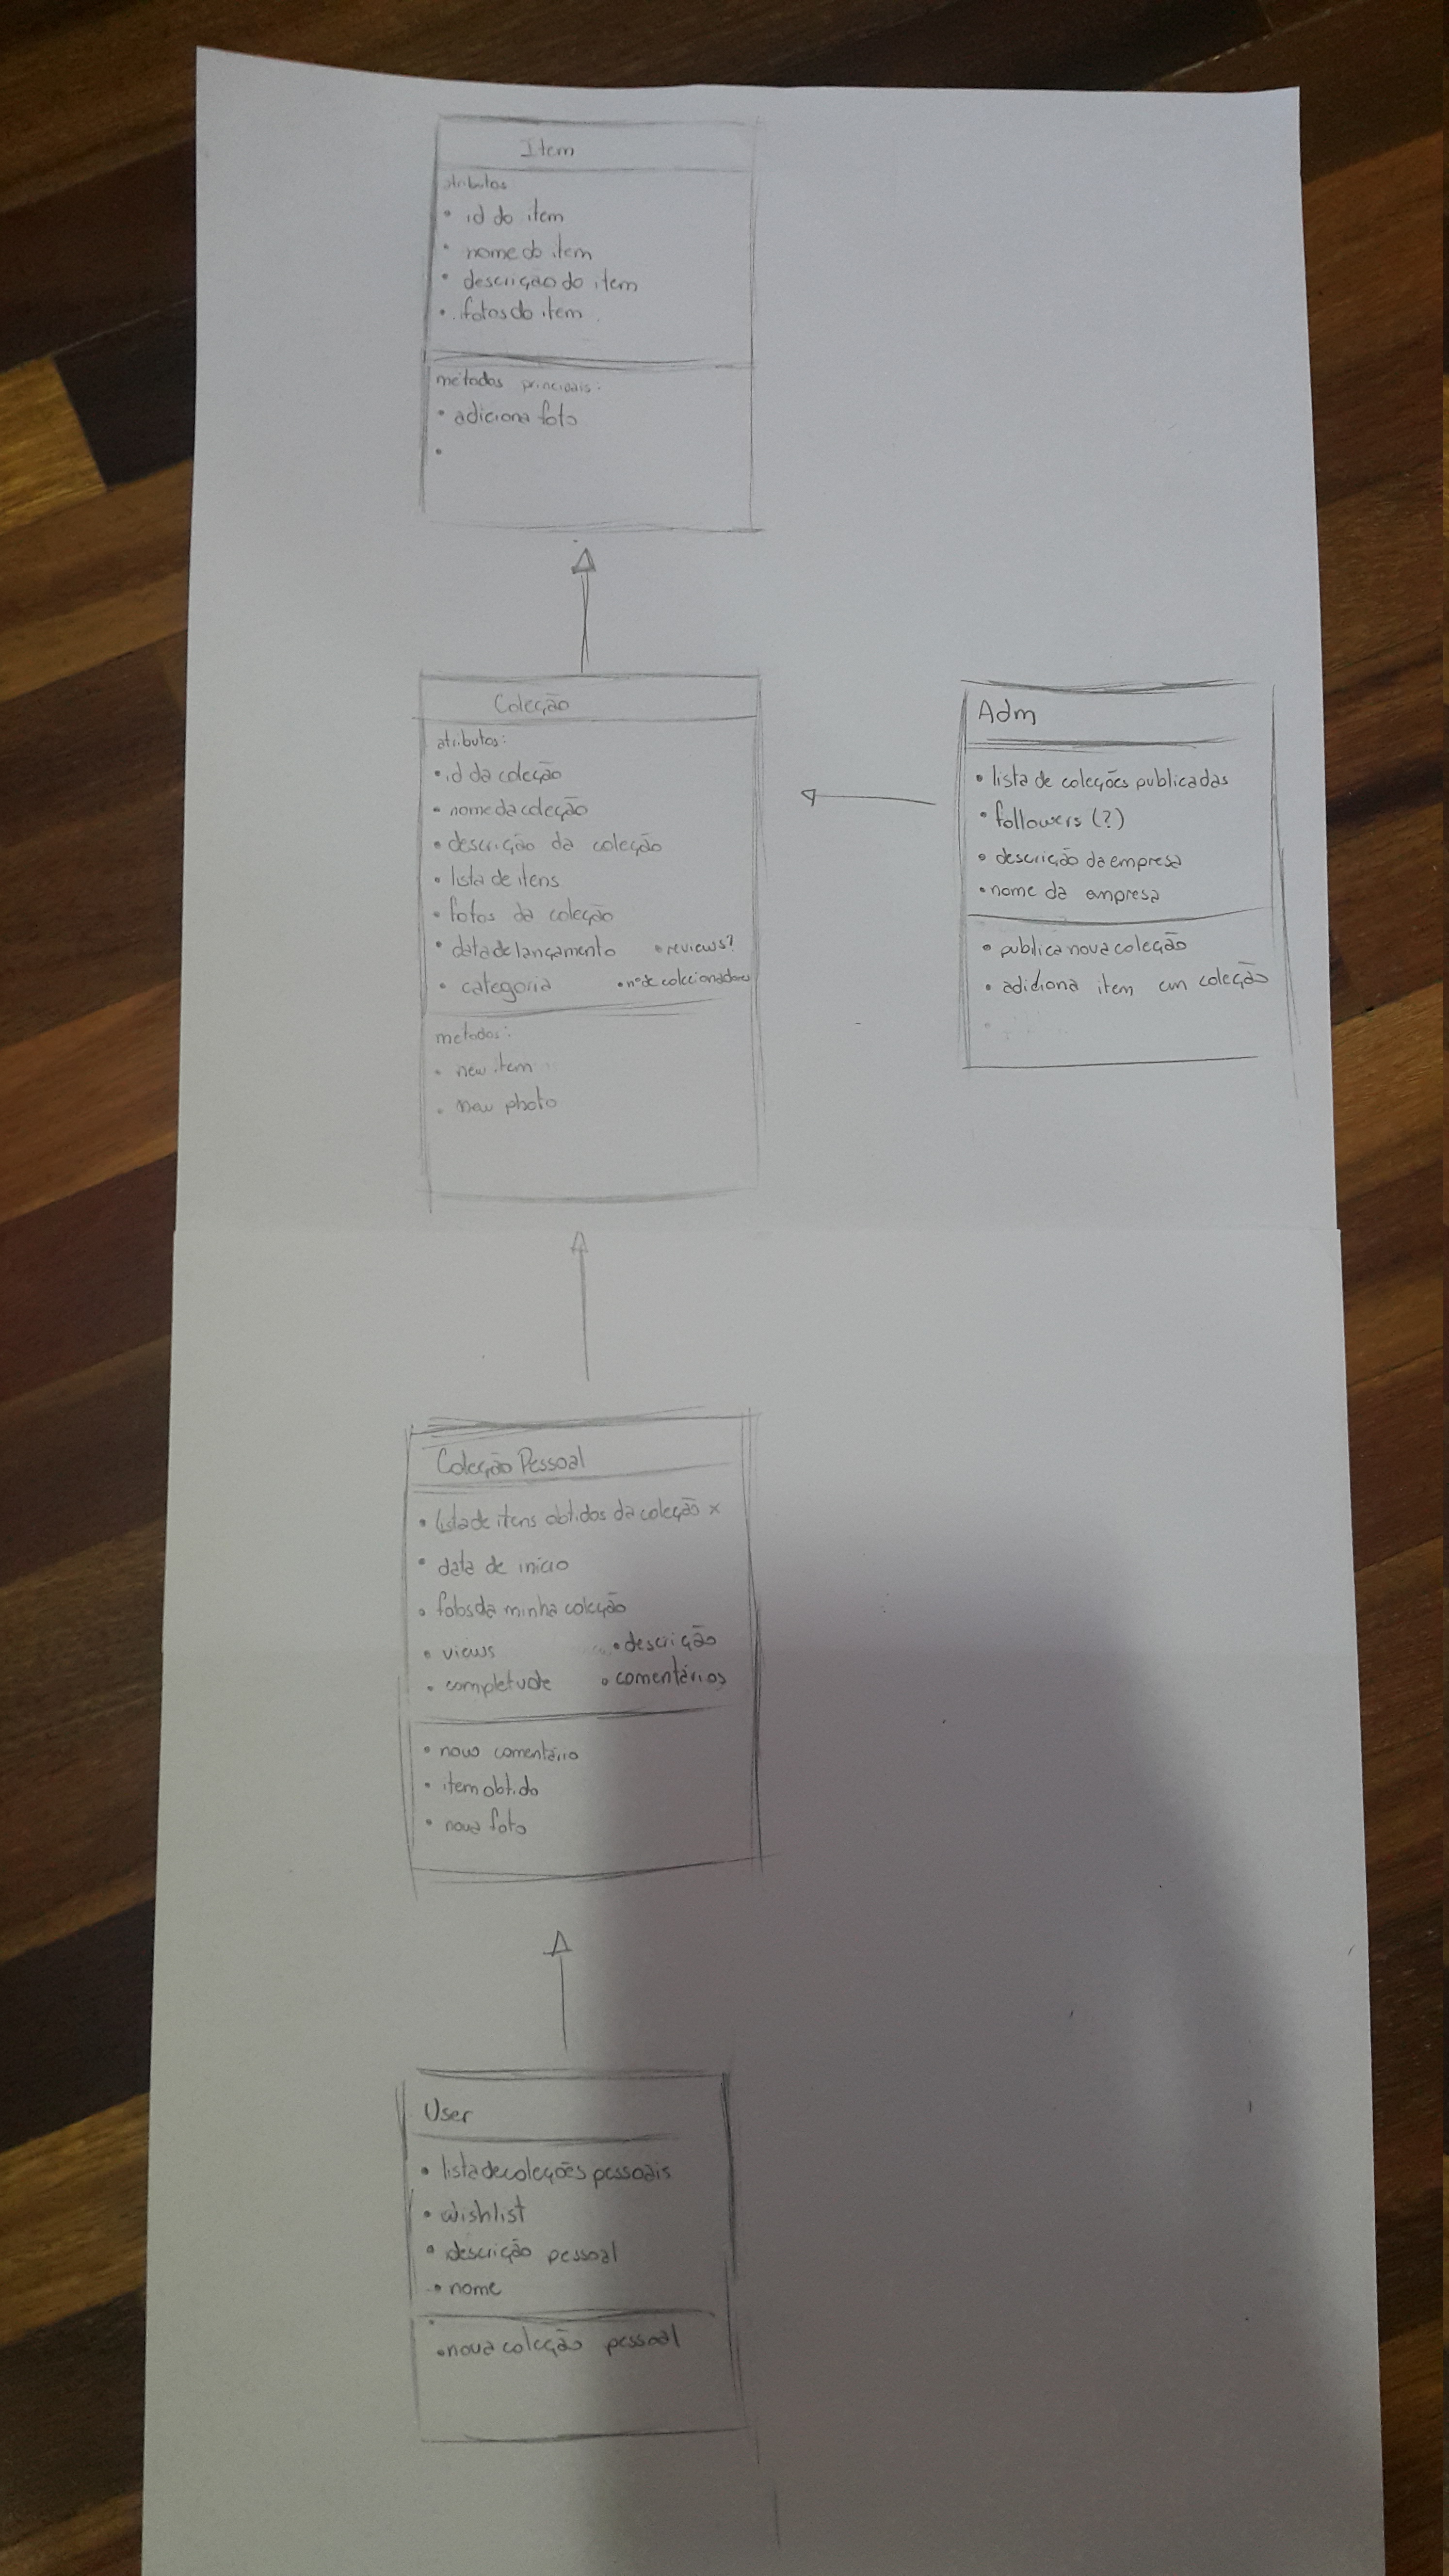 Item
atributos
• id do item
• nome do item
• descrição do item
• fotos do item
metodos principais:
• adiciona foto
•
Coleção
atributos:
• id da coleção
• nome da coleção
• descrição da coleção
• lista de itens
• fotos da coleção
• data de lançamento • reviews?
• categoria • nº de colecionadores
metodos:
• new item
• new photo
Adm
• lista de coleções publicadas
• followers (?)
• descrição da empresa
• nome da empresa
• publica nova coleção
• adidiona item em coleção
Coleção Pessoal
• lista de itens obtidos da coleção x
• data de inicio
• fotos da minha coleção
• views • descrição
• completude • comentários
• novo comentário
• item obtido
• nova foto
User
• lista de coleções pessoais
• wishlist
• descrição pessoal
• nome
• nova coleção pessoal